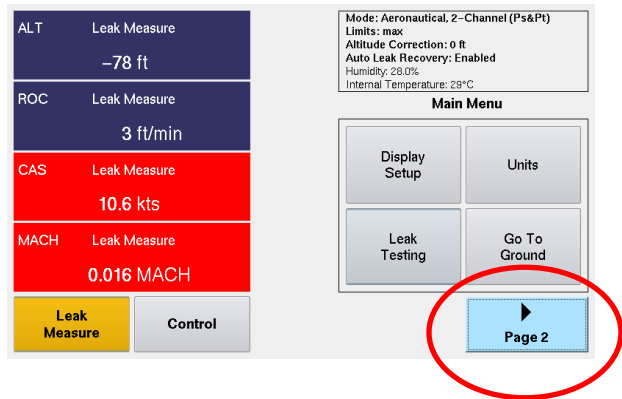 ALT Leak Measure
−78 ft
ROC Leak Measure
3 ft/min
CAS Leak Measure
10.6 kts
MACH Leak Measure
0.016 MACH
Leak
Measure
Control
Mode: Aeronautical, 2−Channel (Ps&Pt)
Limits: max
Altitude Correction: 0 ft
Auto Leak Recovery: Enabled
Humidity: 28.0%
Internal Temperature: 29°C
Main Menu
Display
Setup
Units
Leak
Testing
Go To
Ground
Page 2